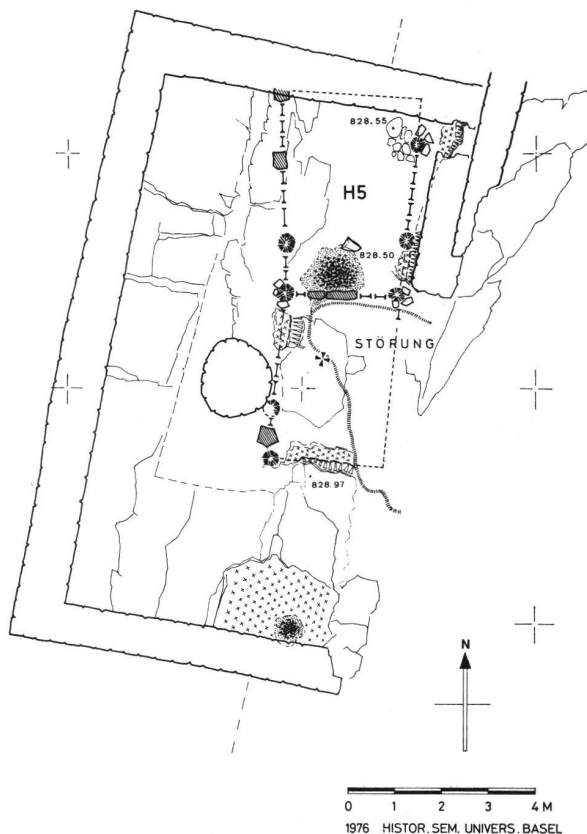 828.55
H5
828.50
STÖRUNG
828.97
N
0 1 2 3 4 M
1976 HISTOR. SEM. UNIVERS. BASEL